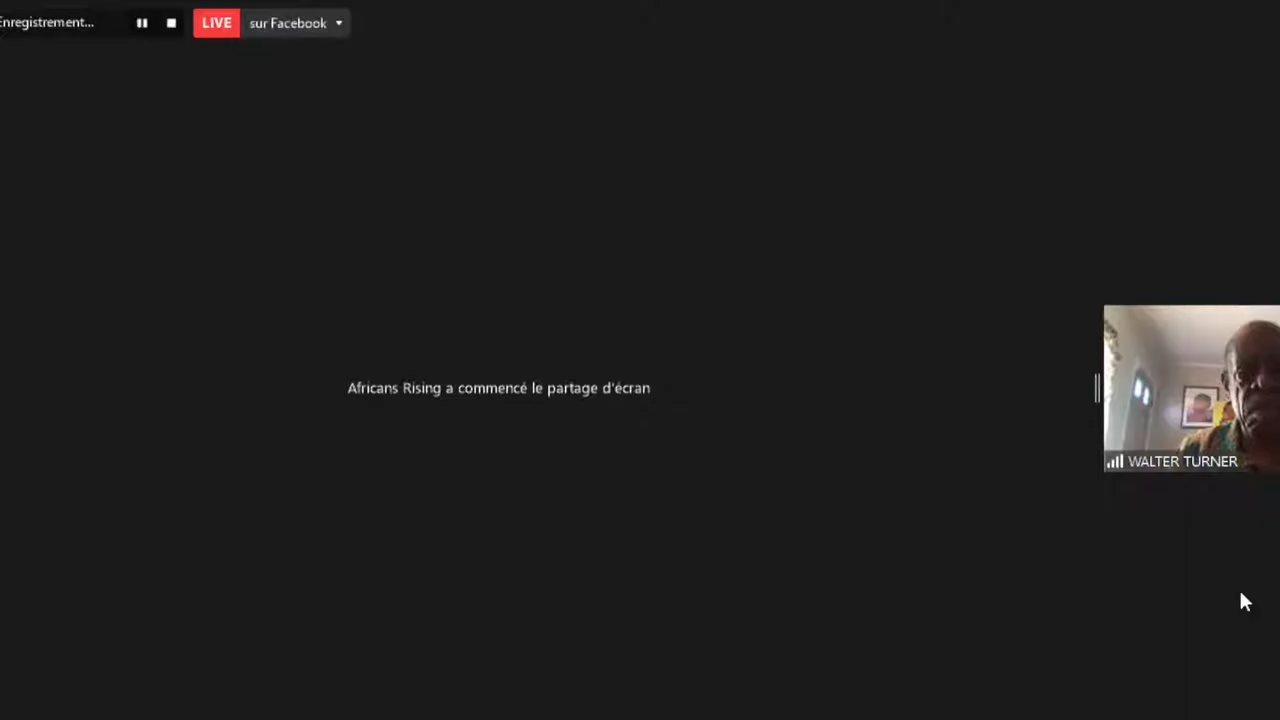 Enregistrement...
LIVE sur Facebook
Africans Rising a commencé le partage d'écran
WALTER TURNER